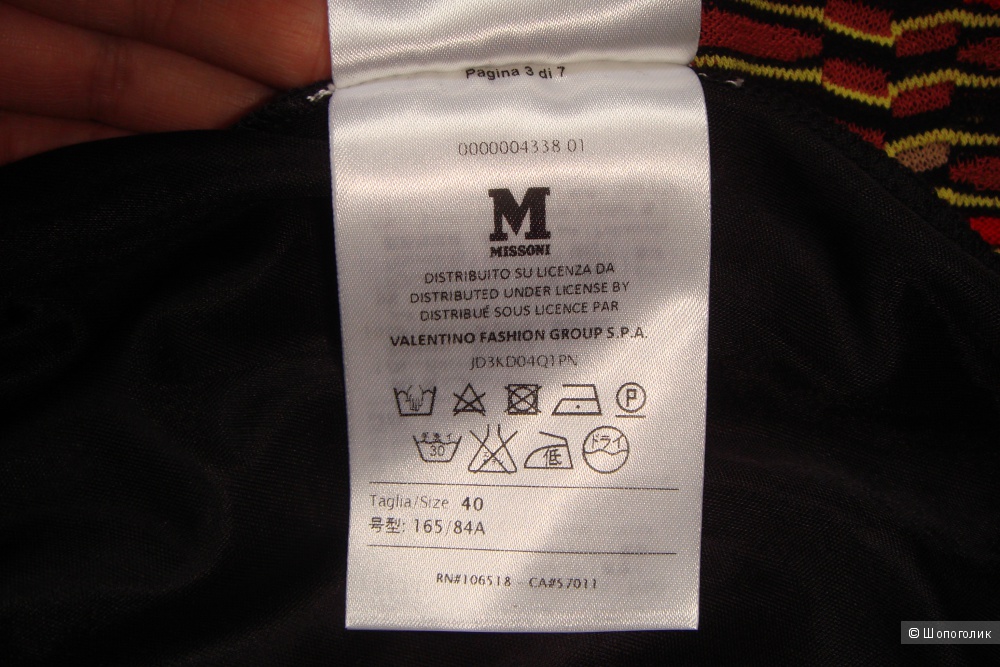 Pagina 3 di 7
0000004338 01
M
MISSONI
DISTRIBUITO SU LICENZA DA
DISTRIBUTED UNDER LICENSE BY
DISTRIBUÉ SOUS LICENCE PAR
VALENTINO FASHION GROUP S.P.A.
JD3KD04Q1PN
P
30
低
ドライ
Taglia/Size 40
号型: 165/84A
RN#106518 - CA#57011
© Шопоголик